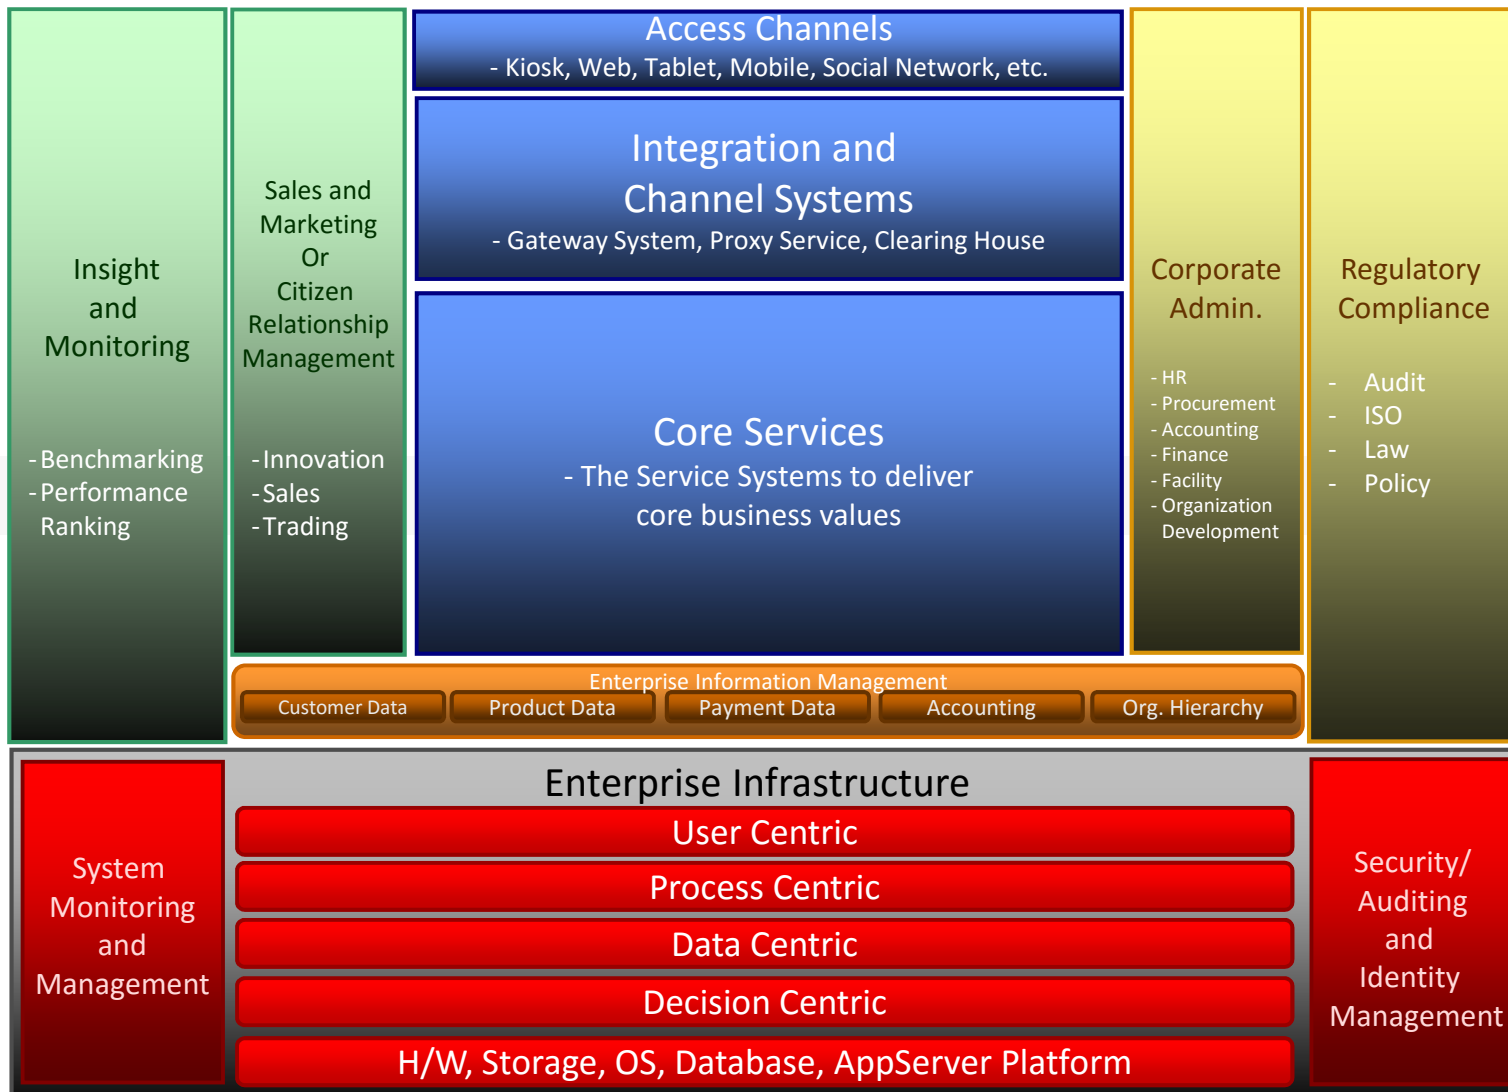 Access Channels
- Kiosk, Web, Tablet, Mobile, Social Network, etc.
Integration and
Channel Systems
- Gateway System, Proxy Service, Clearing House
Core Services
- The Service Systems to deliver
core business values
Insight
and
Monitoring
- Benchmarking
- Performance
Ranking
Sales and
Marketing
Or
Citizen
Relationship
Management
- Innovation
- Sales
- Trading
Corporate
Admin.
- HR
- Procurement
- Accounting
- Finance
- Facility
- Organization
Development
Regulatory
Compliance
- Audit
- ISO
- Law
- Policy
Enterprise Information Management
Customer Data
Product Data
Payment Data
Accounting
Org. Hierarchy
Enterprise Infrastructure
System
Monitoring
and
Management
User Centric
Process Centric
Data Centric
Decision Centric
H/W, Storage, OS, Database, AppServer Platform
Security/
Auditing
and
Identity
Management